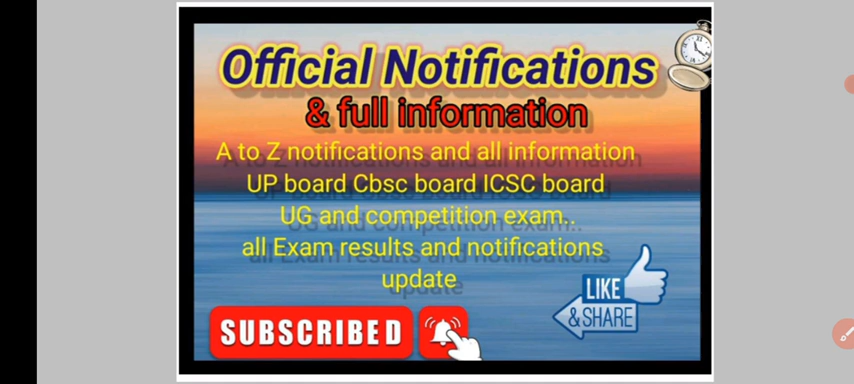 Official Notifications
& full information
A to Z notifications and all information
UP board Cbsc board ICSC board
UG and competition exam..
all Exam results and notifications
update
LIKE
& SHARE
SUBSCRIBED